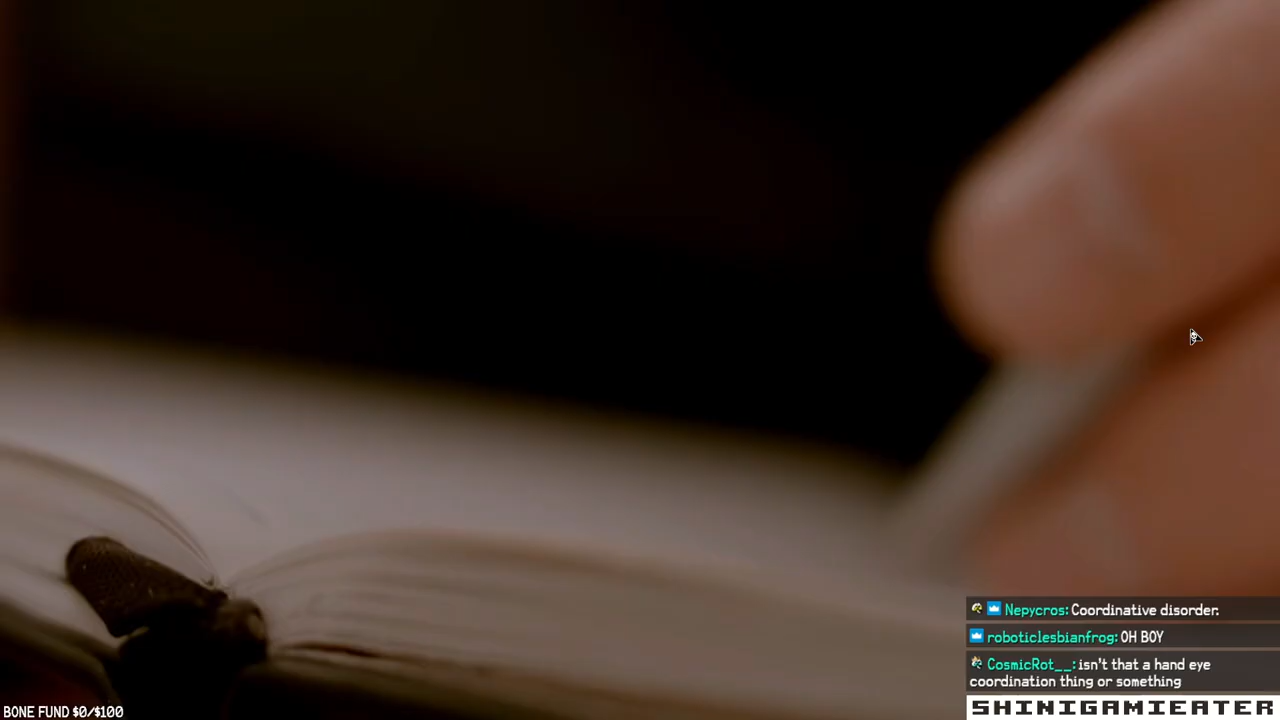 Nepycros: Coordinative disorder.
roboticlesbianfrog: OH BOY
CosmicRot__: isn't that a hand eye
coordination thing or something
BONE FUND $0/$100
SHINIGAMIEATER